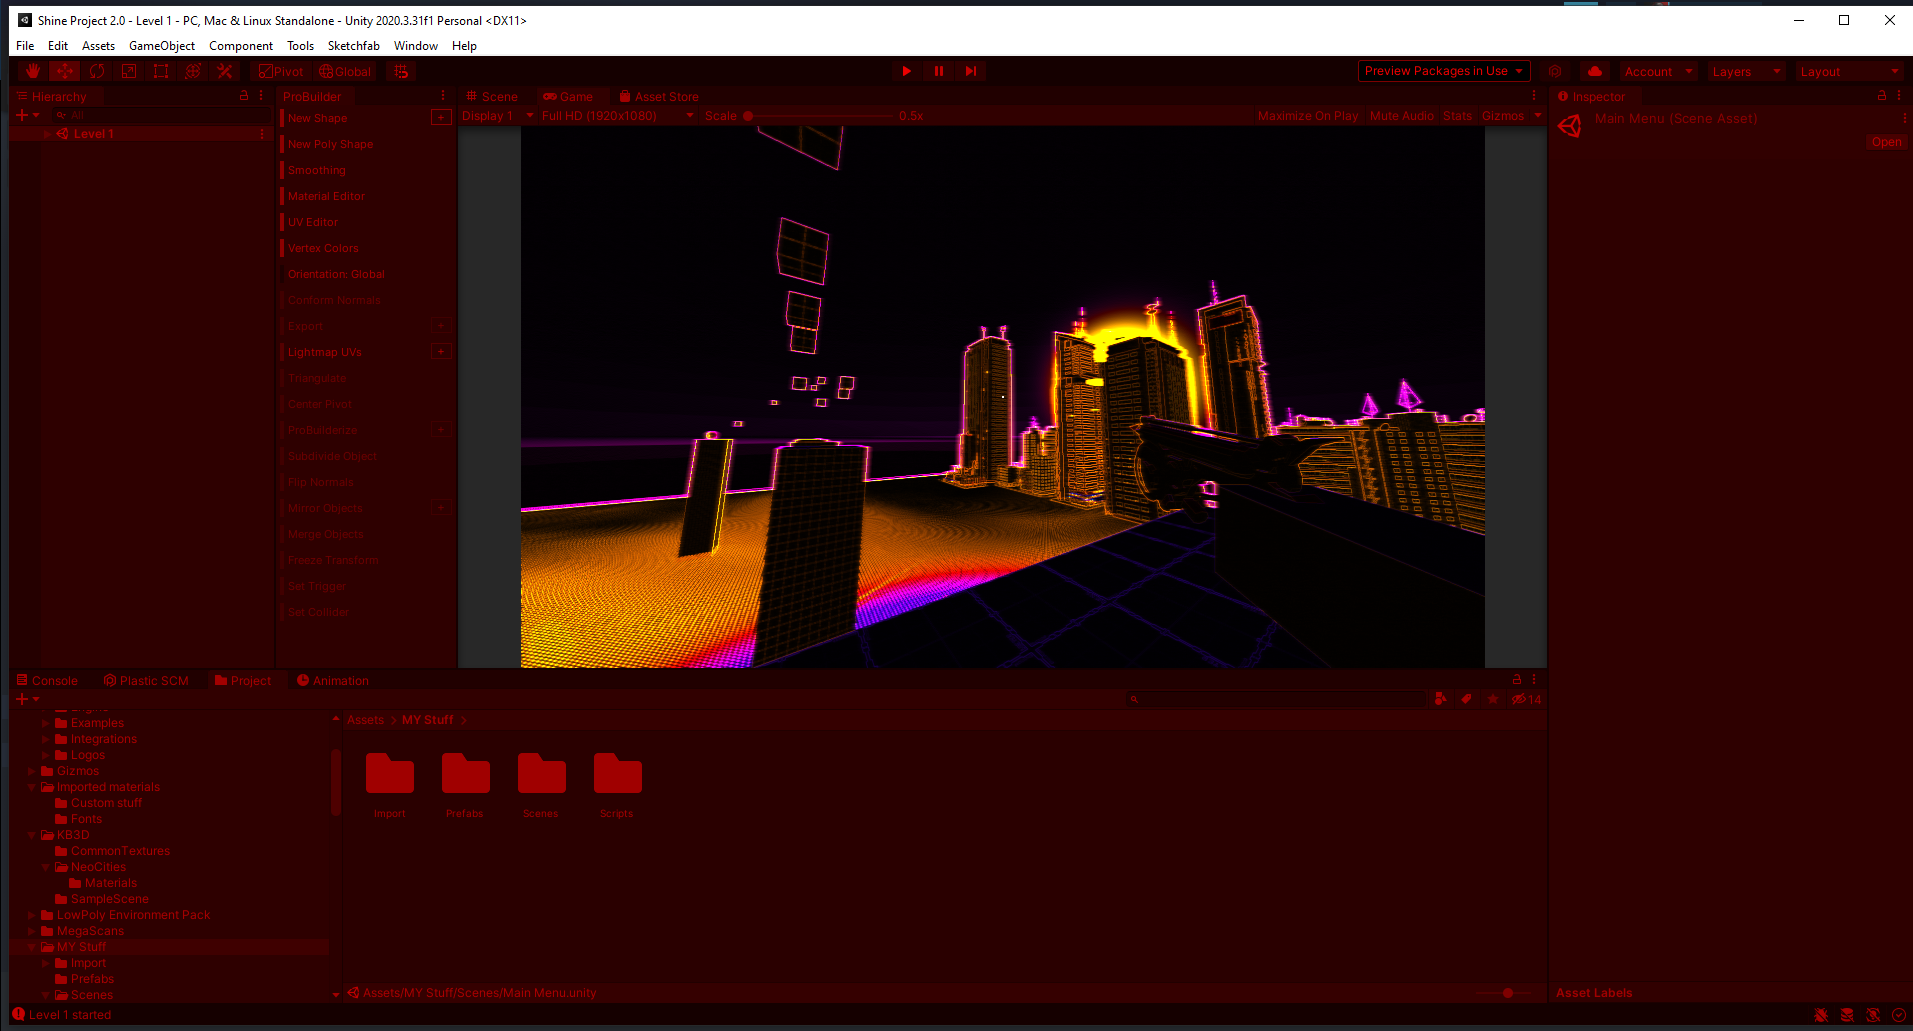 Shine Project 2.0 - Level 1 - PC, Mac & Linux Standalone - Unity 2020.3.31f1 Personal <DX11>
File Edit Assets GameObject Component Tools Sketchfab Window Help
Pivot Global Preview Packages in Use Account Layers Layout
Hierarchy
All
Level 1
ProBuilder
New Shape
New Poly Shape
Smoothing
Material Editor
UV Editor
Vertex Colors
Orientation: Global
Conform Normals
Export
Lightmap UVs
Triangulate
Center Pivot
ProBuilderize
Subdivide Object
Flip Normals
Mirror Objects
Merge Objects
Freeze Transform
Set Trigger
Set Collider
Scene Game Asset Store
Display 1 Full HD (1920x1080) Scale 0.5x Maximize On Play Mute Audio Stats Gizmos
Inspector
Main Menu (Scene Asset)
Open
Console Plastic SCM Project Animation
14
Examples
Integrations
Logos
Gizmos
Imported materials
Custom stuff
Fonts
KB3D
CommonTextures
NeoCities
Materials
SampleScene
LowPoly Environment Pack
MegaScans
MY Stuff
Import
Prefabs
Scenes
Assets > MY Stuff >
Import Prefabs Scenes Scripts
Assets/MY Stuff/Scenes/Main Menu.unity
Asset Labels
Level 1 started